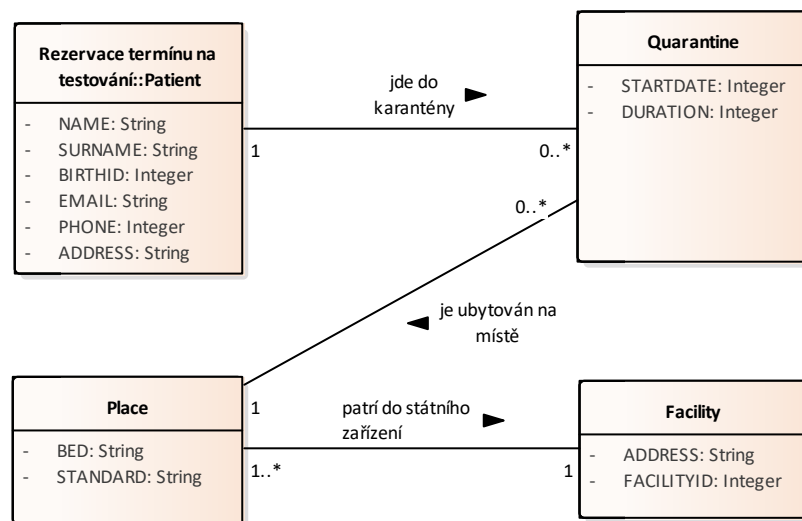 Rezervace termínu na
testování::Patient
- NAME: String
- SURNAME: String
- BIRTHID: Integer
- EMAIL: String
- PHONE: Integer
- ADDRESS: String
jde do
karantény
1
0..*
Quarantine
- STARTDATE: Integer
- DURATION: Integer
0..*
je ubytován na
místě
1
Place
- BED: String
- STANDARD: String
patrí do státního
zařízení
1..*
1
Facility
- ADDRESS: String
- FACILITYID: Integer